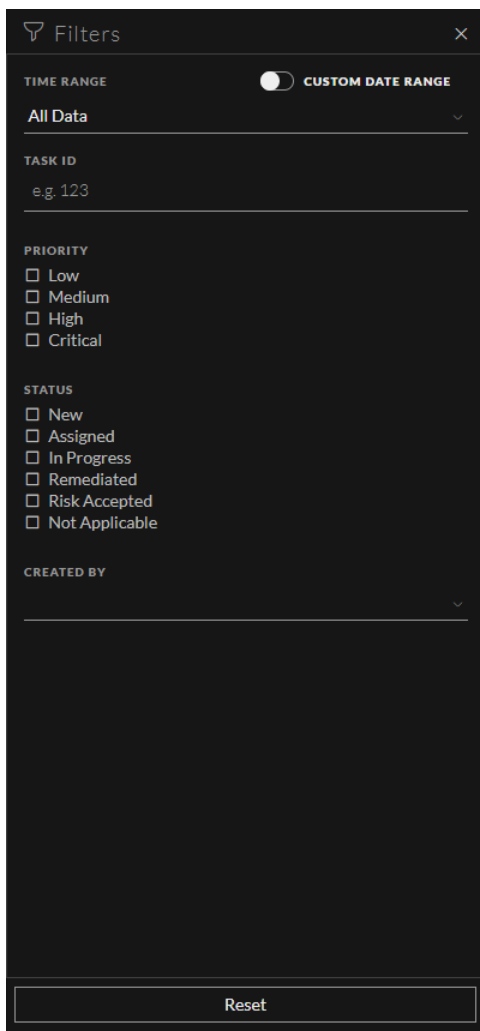 Filters
TIME RANGE CUSTOM DATE RANGE
All Data
TASK ID
e.g. 123
PRIORITY
Low
Medium
High
Critical
STATUS
New
Assigned
In Progress
Remediated
Risk Accepted
Not Applicable
CREATED BY
Reset